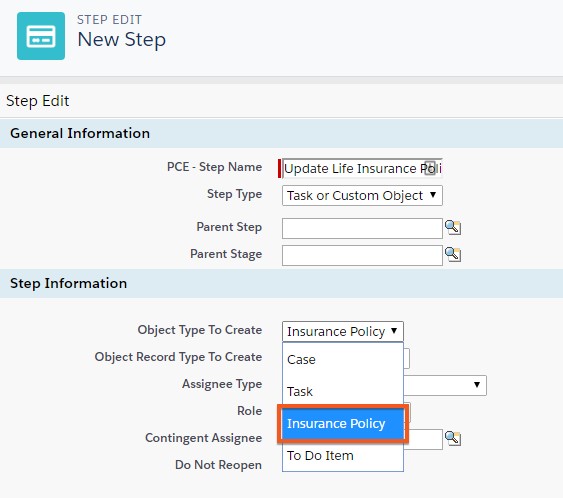 STEP EDIT
New Step
Step Edit
General Information
PCE - Step Name Update Life Insurance Poli
Step Type Task or Custom Object
Parent Step
Parent Stage
Step Information
Object Type To Create Insurance Policy
Object Record Type To Create
Case
Assignee Type
Task
Role
Insurance Policy
Contingent Assignee
To Do Item
Do Not Reopen